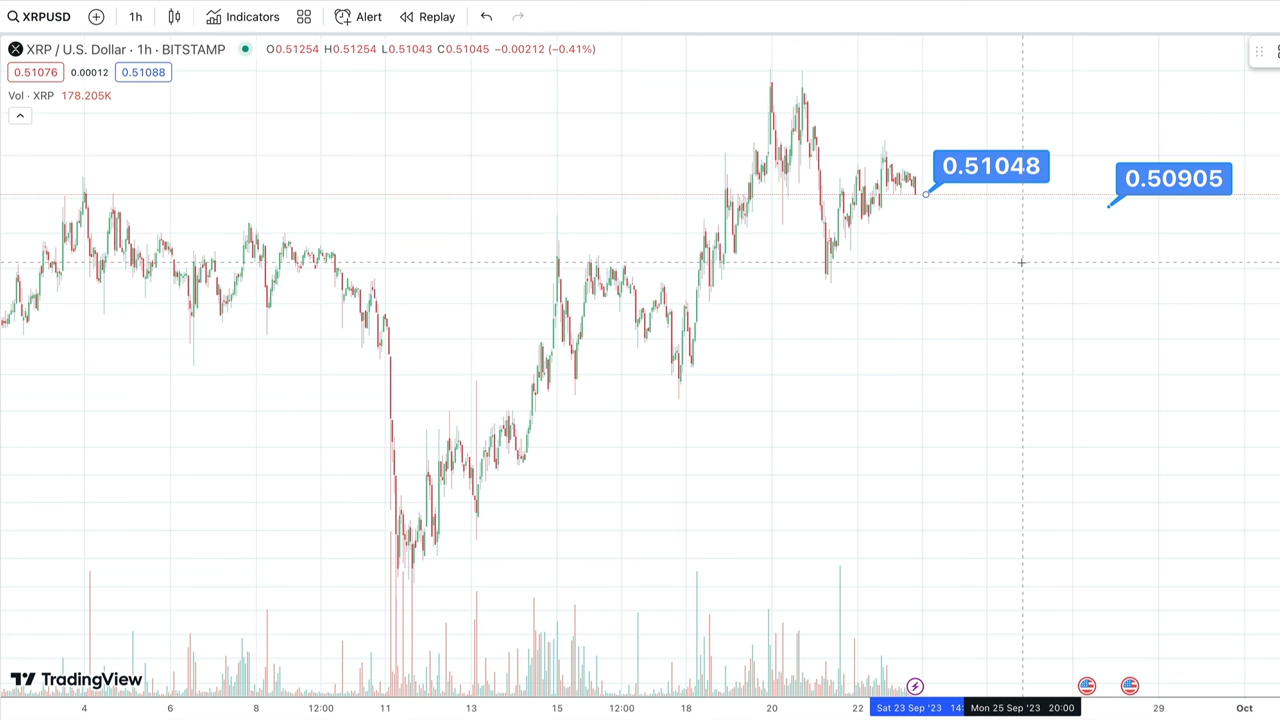 XRPUSD 1h Indicators Alert Replay
XRP / U.S. Dollar · 1h · BITSTAMP O0.51254 H0.51254 L0.51043 C0.51045 −0.00212 (−0.41%)
0.51076 0.00012 0.51088
Vol · XRP 178.205K
0.51048
0.50905
TradingView
4 6 8 12:00 11 13 15 12:00 18 20 22 Sat 23 Sep '23 14: Mon 25 Sep '23 20:00 29 Oct